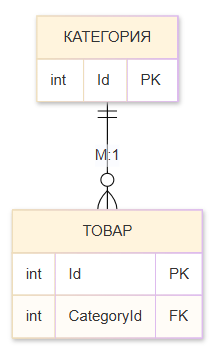 КАТЕГОРИЯ
int Id PK
M:1
ТОВАР
int Id PK
int CategoryId FK